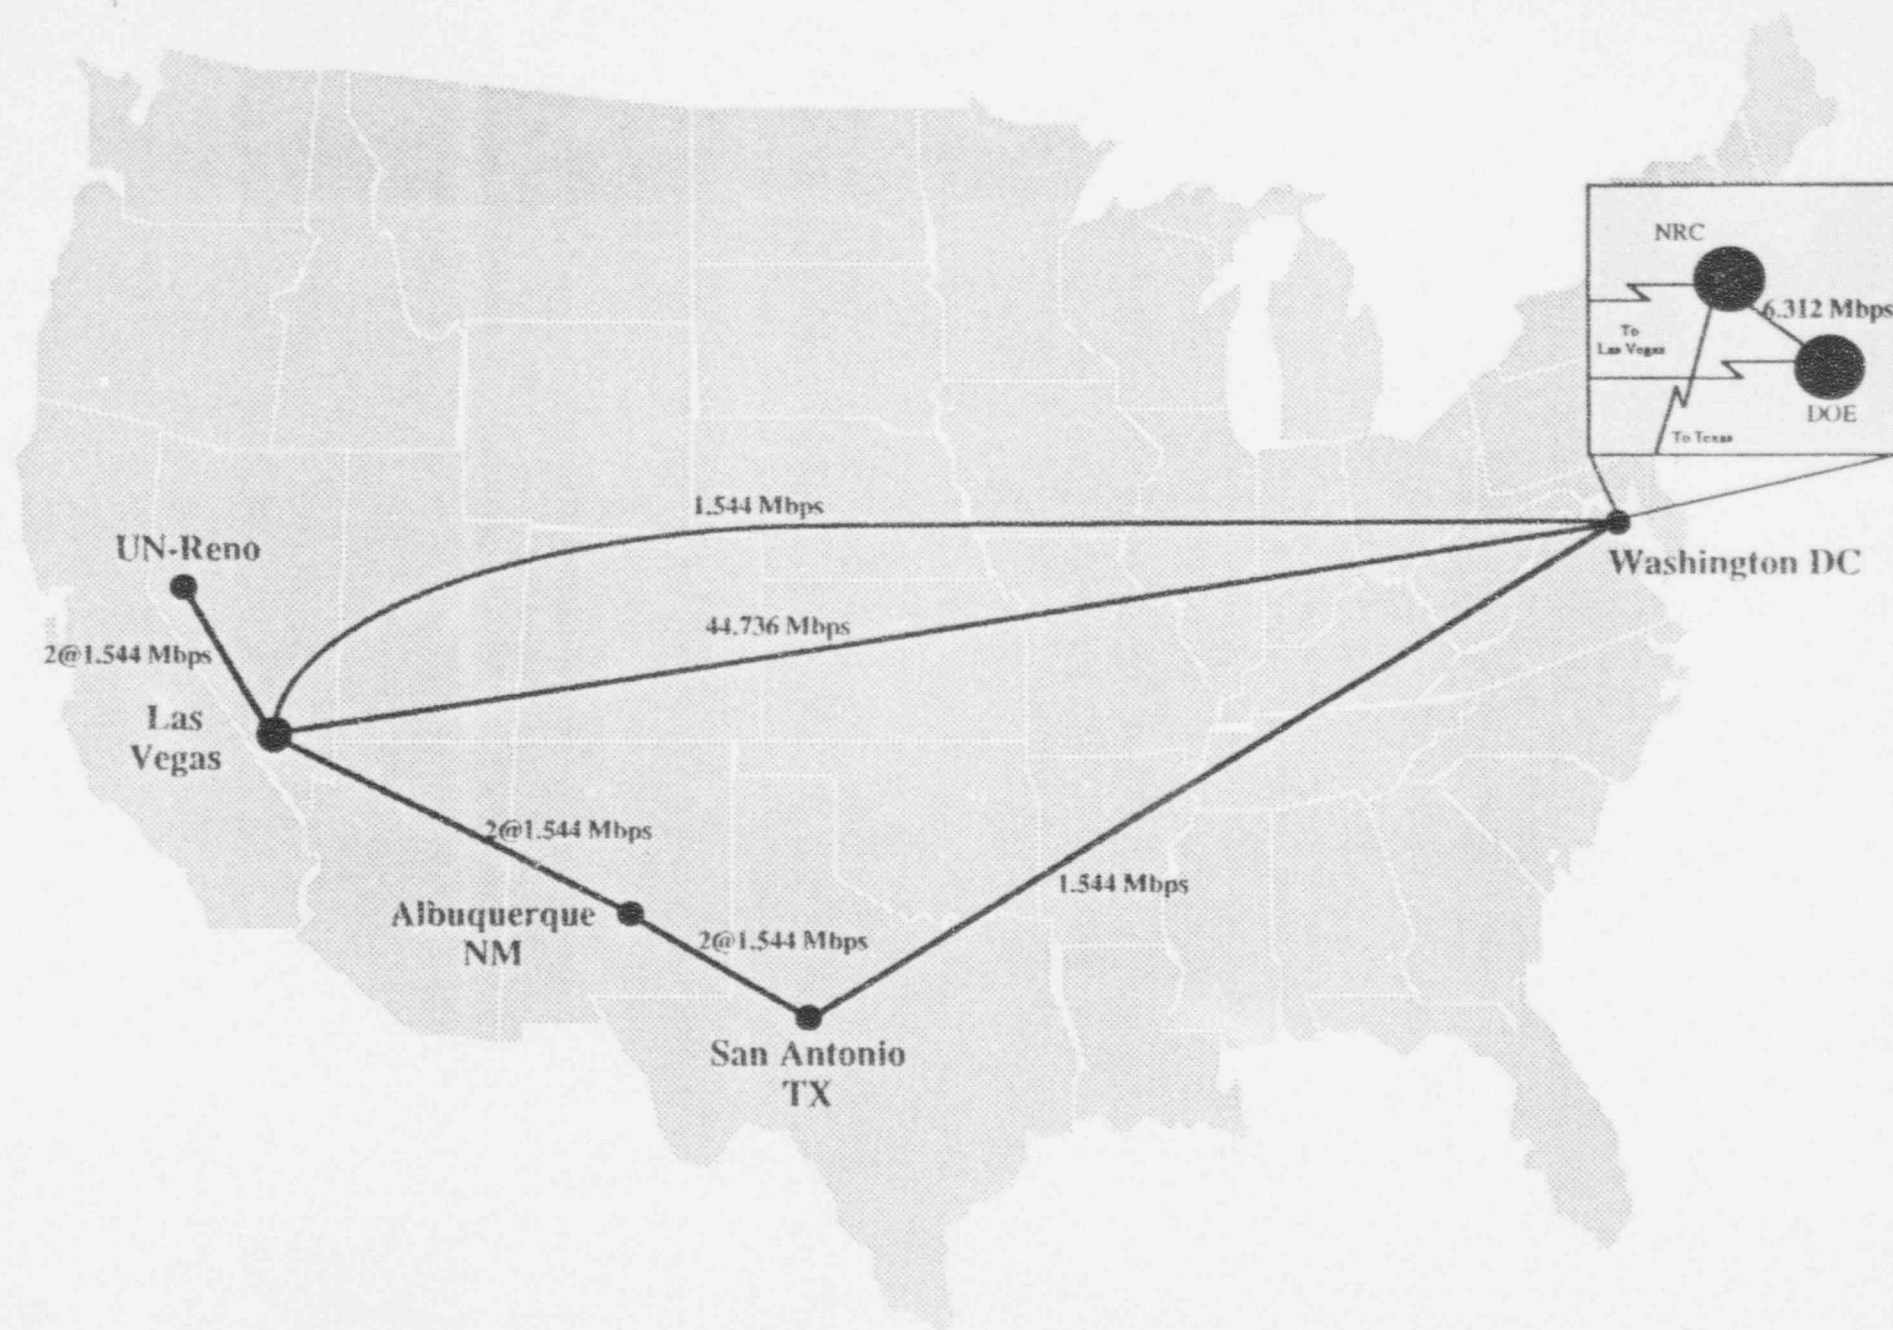 NRC
6.312 Mbps
To
Las Vegas
DOE
To Texas
1.544 Mbps
UN-Reno
Washington DC
44.736 Mbps
2@1.544 Mbps
Las
Vegas
2@1.544 Mbps
1.544 Mbps
Albuquerque
NM
2@1.544 Mbps
San Antonio
TX